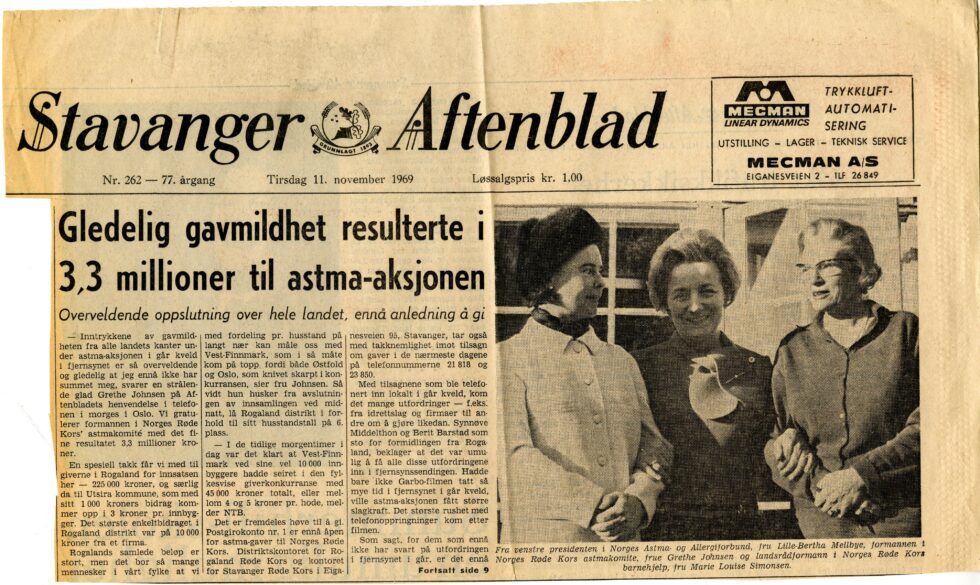 Stavanger Aftenblad
GRUNNLAGT 1893
MECMAN
LINEAR DYNAMICS
TRYKKLUFT-
AUTOMATI-
SERING
UTSTILLING – LAGER – TEKNISK SERVICE
MECMAN A/S
EIGANESVEIEN 2 – TLF 26 849
Nr. 262 — 77. årgang
Tirsdag 11. november 1969
Løssalgspris kr. 1.00
Gledelig gavmildhet resulterte i
3,3 millioner til astma-aksjonen
Overveldende oppslutning over hele landet, ennå anledning å gi
— Inntrykkene av gavmild-
heten fra alle landets kanter un-
der astma-aksjonen i går kveld
i fjernsynet er så overveldende
og gledelig at jeg ennå ikke har
summet meg, svarer en strålen-
de glad Grethe Johnsen på Af-
tenbladets henvendelse i telefo-
nen i morges i Oslo. Vi gratu-
lerer formannen i Norges Røde
Kors' astmakomité med det fi-
ne resultatet 3,3 millioner kro-
ner.
En spesiell takk får vi med til
giverne i Rogaland for innsatsen
her — 225 000 kroner, og særlig
da til Utsira kommune, som med
sitt 1 000 kroners bidrag kom-
mer opp i 3 kroner pr. innbyg-
ger. Det største enkeltbidraget i
Rogaland distrikt var på 10 000
kroner fra et firma.
Rogalands samlede beløp er
stort, men det bor så mange
mennesker i vårt fylke at vi
med fordeling pr. husstand på
langt nær kan måle oss med
Vest-Finnmark, som i så måte
kom på topp, fordi både Østfold
og Oslo, som knivet skarpt i kon-
kurransen, sier fru Johnsen. Så
vidt hun husker fra avslutnin-
gen av innsamlingen ved mid-
natt, lå Rogaland distrikt i for-
hold til sitt husstandstall på 6.
plass.
— I de tidlige morgentimer i
dag var det klart at Vest-Finn-
mark ved sine vel 10 000 inn-
byggere hadde seiret i den fyl-
kesvise giverkonkurranse med
45 000 kroner totalt, eller mel-
lom 4 og 5 kroner pr. hode, mel-
der NTB.
Det er fremdeles høve til å gi.
Postgirokonto nr. 1 er ennå åpen
for astma-gaver til Norges Røde
Kors. Distriktskontoret for Ro-
galand Røde Kors og kontoret
for Stavanger Røde Kors i Eiga-
nesveien 95, Stavanger, tar også
med takknemlighet imot tilsagn
om gaver i de nærmeste dagene
på telefonnumrene 21 818 og
23 850.
Med tilsagnene som ble telefo-
nert inn lokalt i går kveld, kom
det mange utfordringer — f.eks.
fra idrettslag og firmaer til an-
dre om å gjøre likedan. Synnøve
Middelthon og Berit Barstad som
sto for formidlingen fra Roga-
land, beklager at det var umu-
lig å få alle disse utfordringene
inn i fjernsynssendingen. Hadde
bare ikke Garbo-filmen tatt så
mye tid i fjernsynet i går kveld,
ville astma-aksjonen fått større
slagkraft. Det største rushet med
telefonoppringninger kom etter
filmen.
Som sagt, for dem som ennå
ikke har svart på utfordringen
i fjernsynet i går, er det ennå
Fortsatt side 9
Fra venstre presidenten i Norges Astma- og Allergiforbund, fru Lille-Bertha Mellbye, formannen i
Norges Røde Kors astmakomite, frue Grethe Johnsen og landsrådformann i Norges Røde Kors
barnehjelp, fru Marie Louise Simonsen.